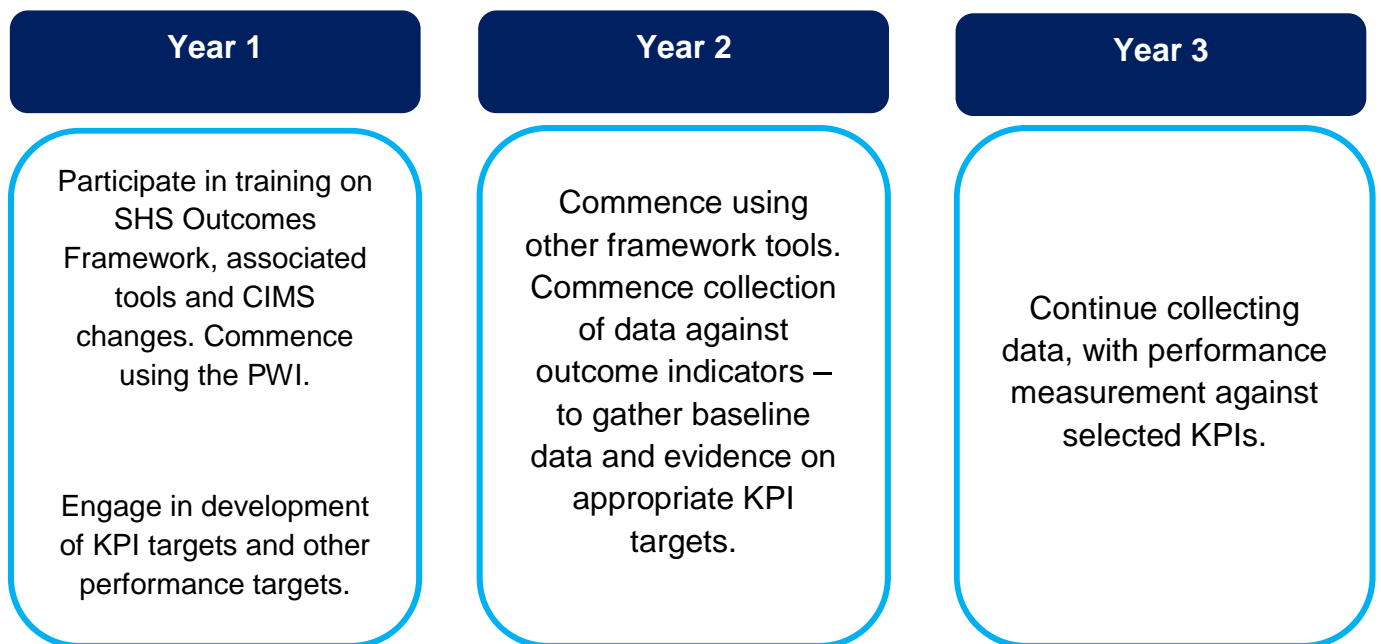 Year 1
Participate in training on
SHS Outcomes
Framework, associated
tools and CIMS
changes. Commence
using the PWI.
Engage in development
of KPI targets and other
performance targets.
Year 2
Commence using
other framework tools.
Commence collection
of data against
outcome indicators –
to gather baseline
data and evidence on
appropriate KPI
targets.
Year 3
Continue collecting
data, with performance
measurement against
selected KPIs.